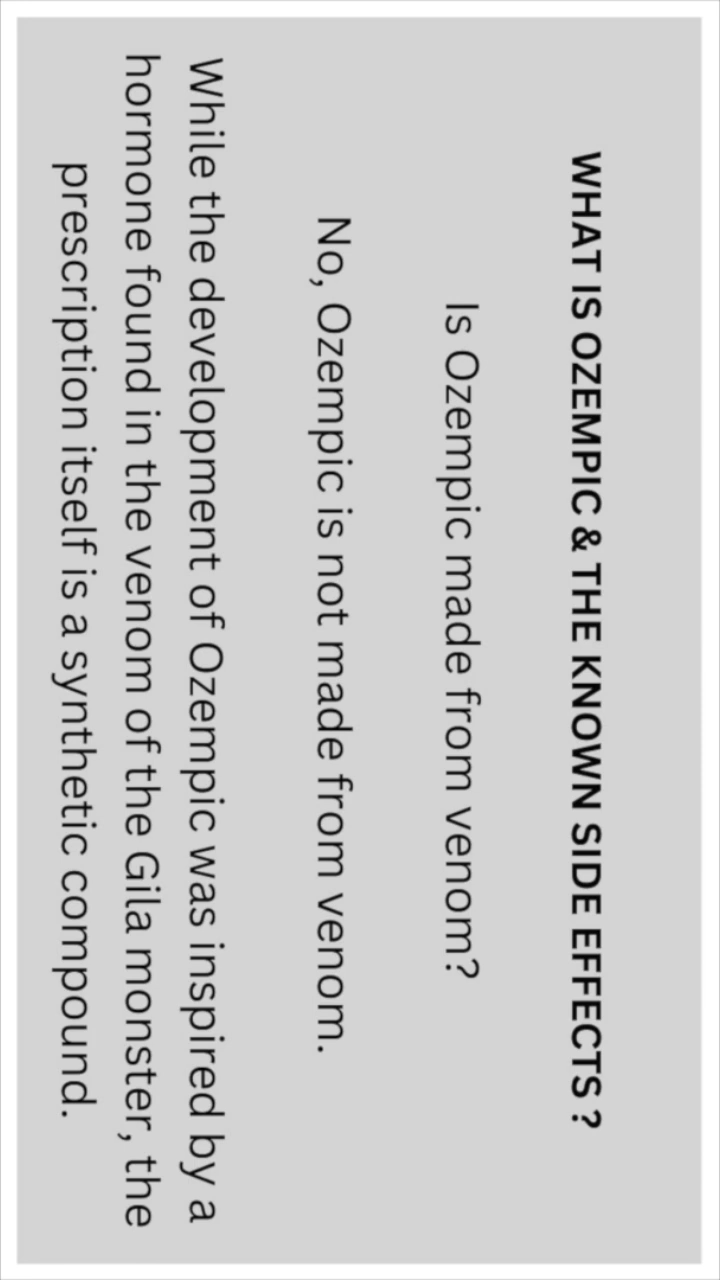 WHAT IS OZEMPIC & THE KNOWN SIDE EFFECTS ?
Is Ozempic made from venom?
No, Ozempic is not made from venom.
While the development of Ozempic was inspired by a
hormone found in the venom of the Gila monster, the
prescription itself is a synthetic compound.